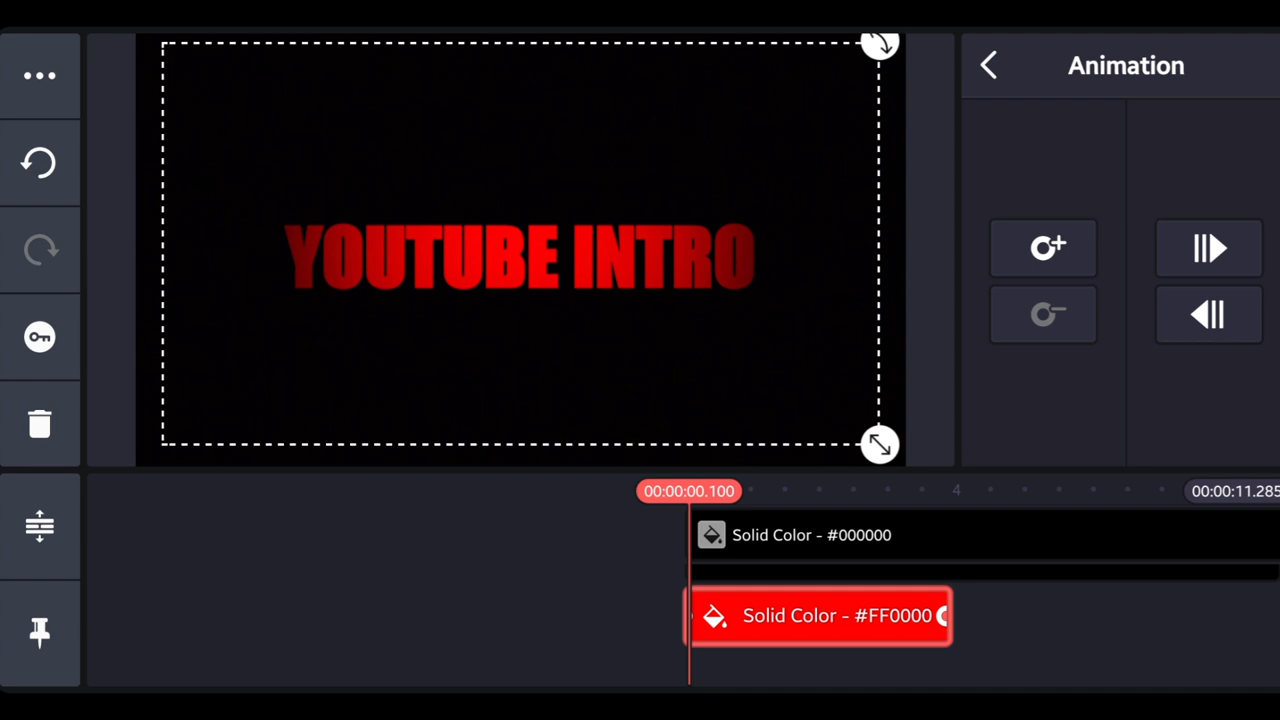 Animation
YOUTUBE INTRO
00:00:00.100
4
00:00:11.285
Solid Color - #000000
Solid Color - #FF0000